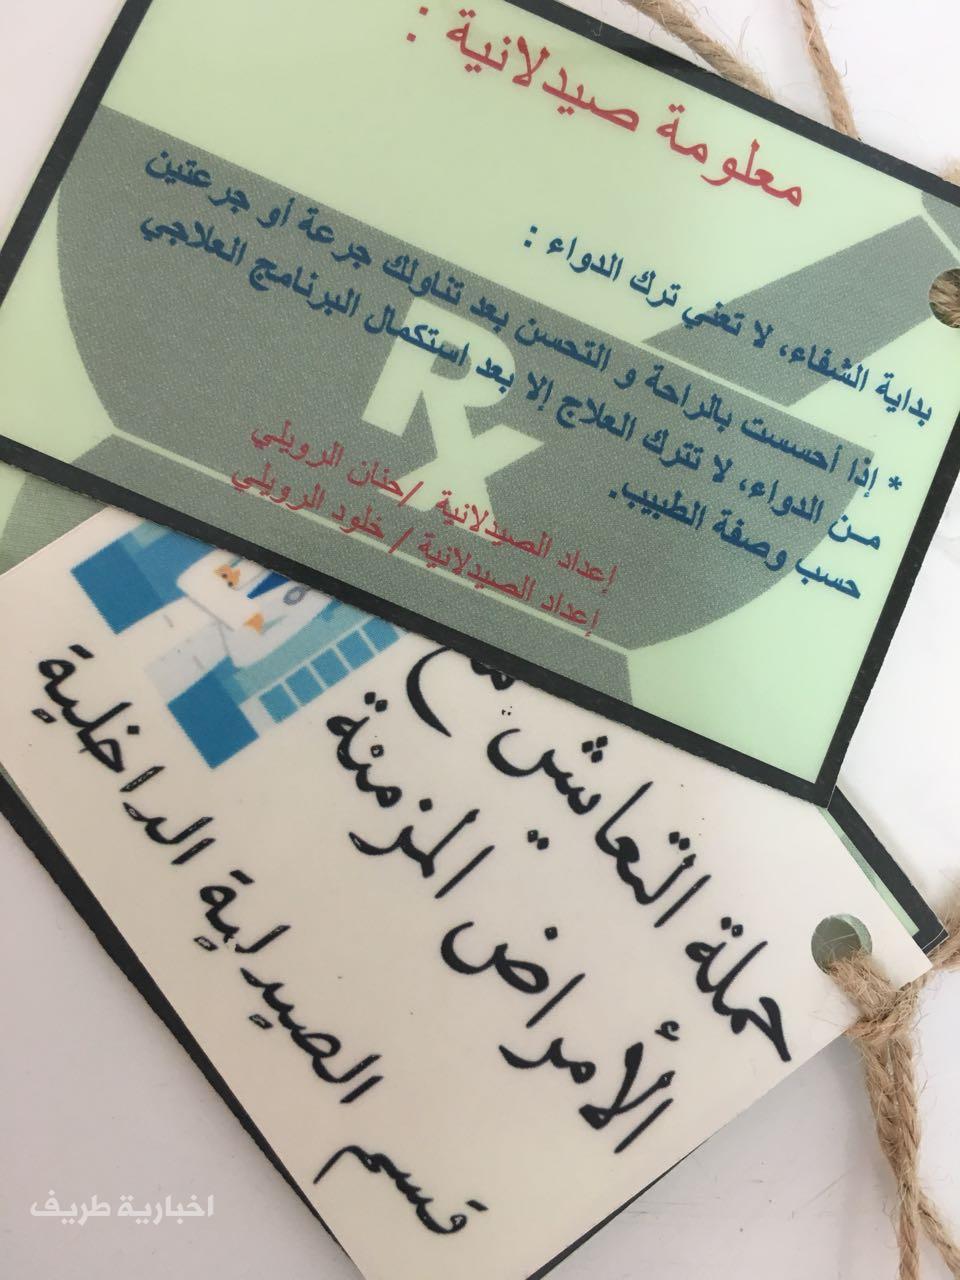 معلومة صيدلانية :
بداية الشفاء، لا تعني ترك الدواء :
* إذا أحسست بالراحة و التحسن بعد تناولك جرعة أو جرعتين
من الدواء، لا تترك العلاج إلا بعد استكمال البرنامج العلاجي
حسب وصفة الطبيب.
إعداد الصيدلانية /حنان الرويلي
إعداد الصيدلانية / خلود الرويلي
RX
حملة التعايش مع
الأمراض المزمنة
قسم الصيدلية الداخلية
اخبارية طريف